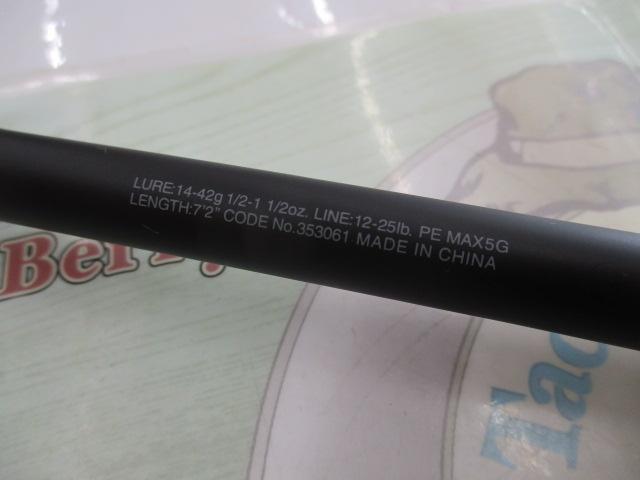 LURE:14-42g 1/2-1 1/2oz. LINE:12-25lb. PE MAX5G
LENGTH:7'2" CODE No.353061 MADE IN CHINA
Tac